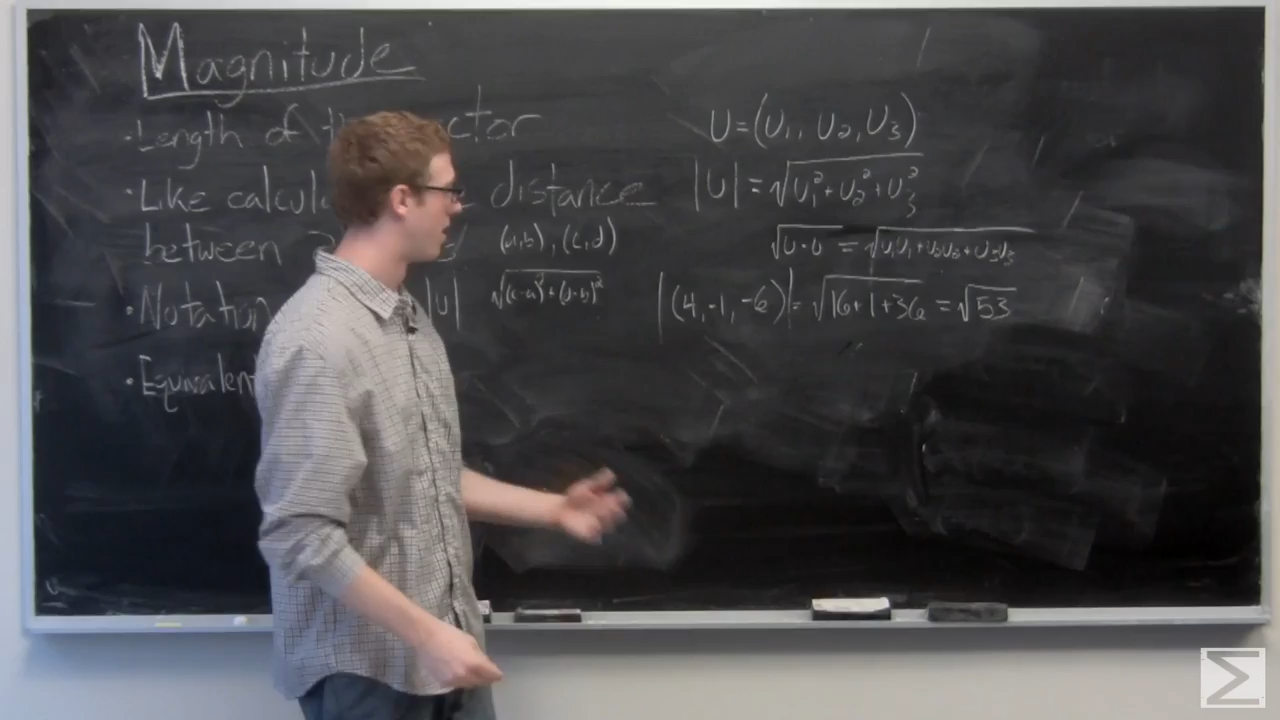 Magnitude
·Length of th ctor
·Like calcul distance
between
(a,b), (c,d)
·Notation |U| √(c-a)²+(d-b)²
·Equivalent
U=(U₁, U₂, U₃)
|U| = √U₁²+U₂²+U₃²
√U·U = √U₁U₁+U₂U₂+U₃U₃
|(4,-1,-6)| = √16+1+36 = √53
Σ